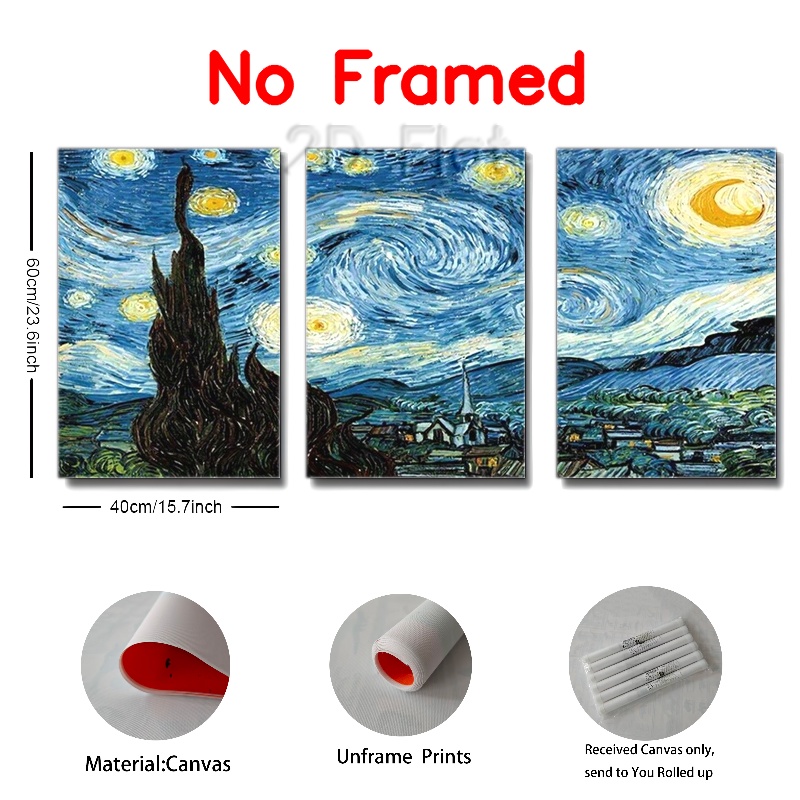 No Framed
2D Flat
60cm/23.6inch
40cm/15.7inch
Material:Canvas
Unframe Prints
Received Canvas only,
send to You Rolled up